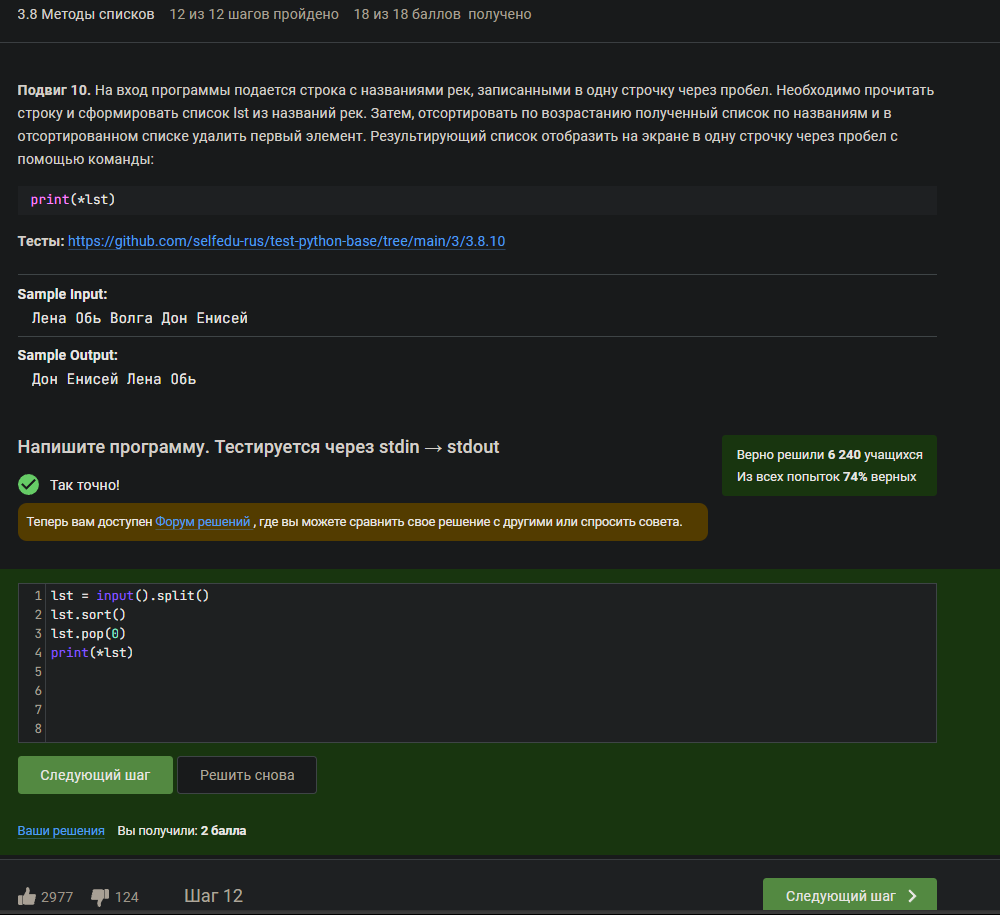 3.8 Методы списков 12 из 12 шагов пройдено 18 из 18 баллов получено
Подвиг 10. На вход программы подается строка с названиями рек, записанными в одну строчку через пробел. Необходимо прочитать
строку и сформировать список lst из названий рек. Затем, отсортировать по возрастанию полученный список по названиям и в
отсортированном списке удалить первый элемент. Результирующий список отобразить на экране в одну строчку через пробел с
помощью команды:
print(*lst)
Тесты: https://github.com/selfedu-rus/test-python-base/tree/main/3/3.8.10
Sample Input:
Лена Обь Волга Дон Енисей
Sample Output:
Дон Енисей Лена Обь
Напишите программу. Тестируется через stdin → stdout
Верно решили 6 240 учащихся
Из всех попыток 74% верных
Так точно!
Теперь вам доступен Форум решений , где вы можете сравнить свое решение с другими или спросить совета.
1 lst = input().split()
2 lst.sort()
3 lst.pop(0)
4 print(*lst)
5
6
7
8
Следующий шаг Решить снова
Ваши решения Вы получили: 2 балла
2977 124 Шаг 12 Следующий шаг